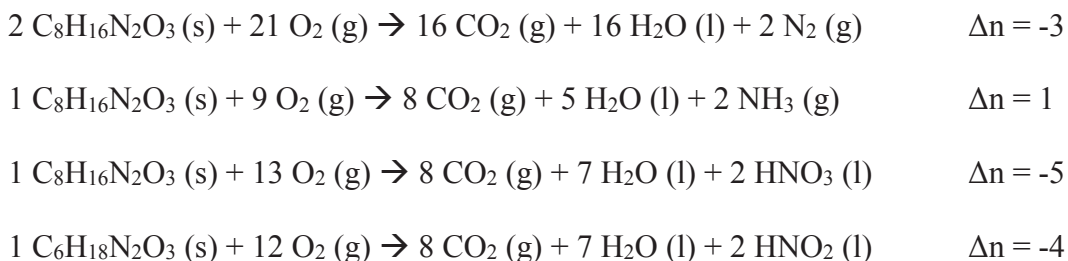 2 C₈H₁₆N₂O₃ (s) + 21 O₂ (g) → 16 CO₂ (g) + 16 H₂O (l) + 2 N₂ (g) Δn = -3
1 C₈H₁₆N₂O₃ (s) + 9 O₂ (g) → 8 CO₂ (g) + 5 H₂O (l) + 2 NH₃ (g) Δn = 1
1 C₈H₁₆N₂O₃ (s) + 13 O₂ (g) → 8 CO₂ (g) + 7 H₂O (l) + 2 HNO₃ (l) Δn = -5
1 C₆H₁₈N₂O₃ (s) + 12 O₂ (g) → 8 CO₂ (g) + 7 H₂O (l) + 2 HNO₂ (l) Δn = -4